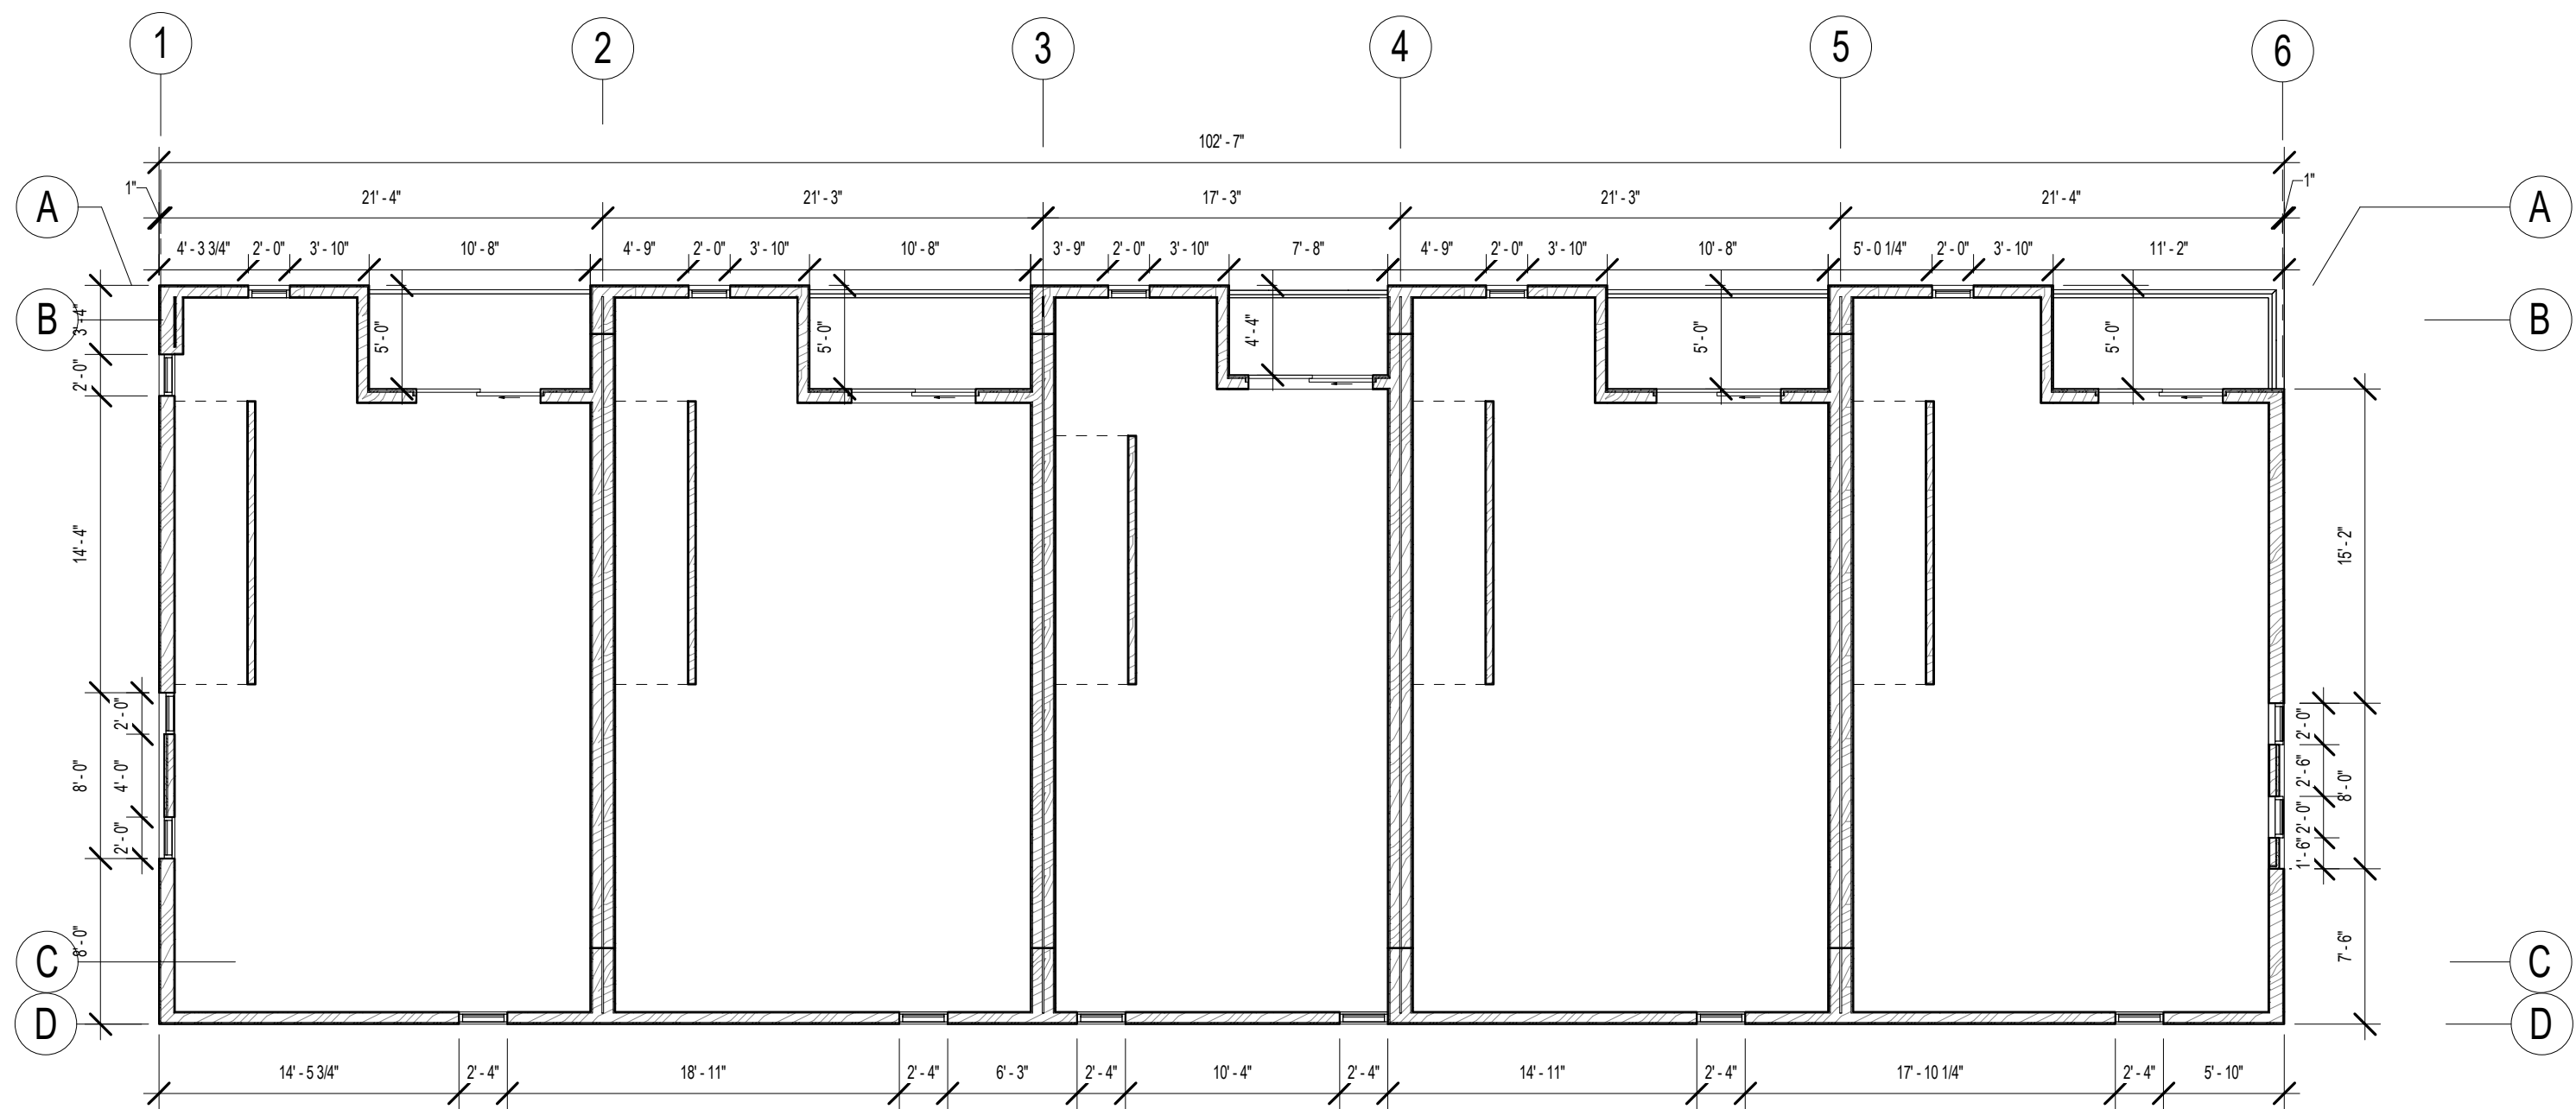 1 2 3 4 5 6
102' - 7"
A 1" 21' - 4" 21' - 3" 17' - 3" 21' - 3" 21' - 4" 1" A
4' - 3 3/4" 2' - 0" 3' - 10" 10' - 8" 4' - 9" 2' - 0" 3' - 10" 10' - 8" 3' - 9" 2' - 0" 3' - 10" 7' - 8" 4' - 9" 2' - 0" 3' - 10" 10' - 8" 5' - 0 1/4" 2' - 0" 3' - 10" 11' - 2"
B 3' - 4" 5' - 0" 5' - 0" 4' - 4" 5' - 0" 5' - 0" B
2' - 0"
14' - 4" 15' - 2"
2' - 0" 2' - 0"
8' - 0" 4' - 0" 2' - 6" 8' - 0"
2' - 0" 2' - 0"
1' - 6"
8' - 0" 7' - 6"
C C
D D
14' - 5 3/4" 2' - 4" 18' - 11" 2' - 4" 6' - 3" 2' - 4" 10' - 4" 2' - 4" 14' - 11" 2' - 4" 17' - 10 1/4" 2' - 4" 5' - 10"